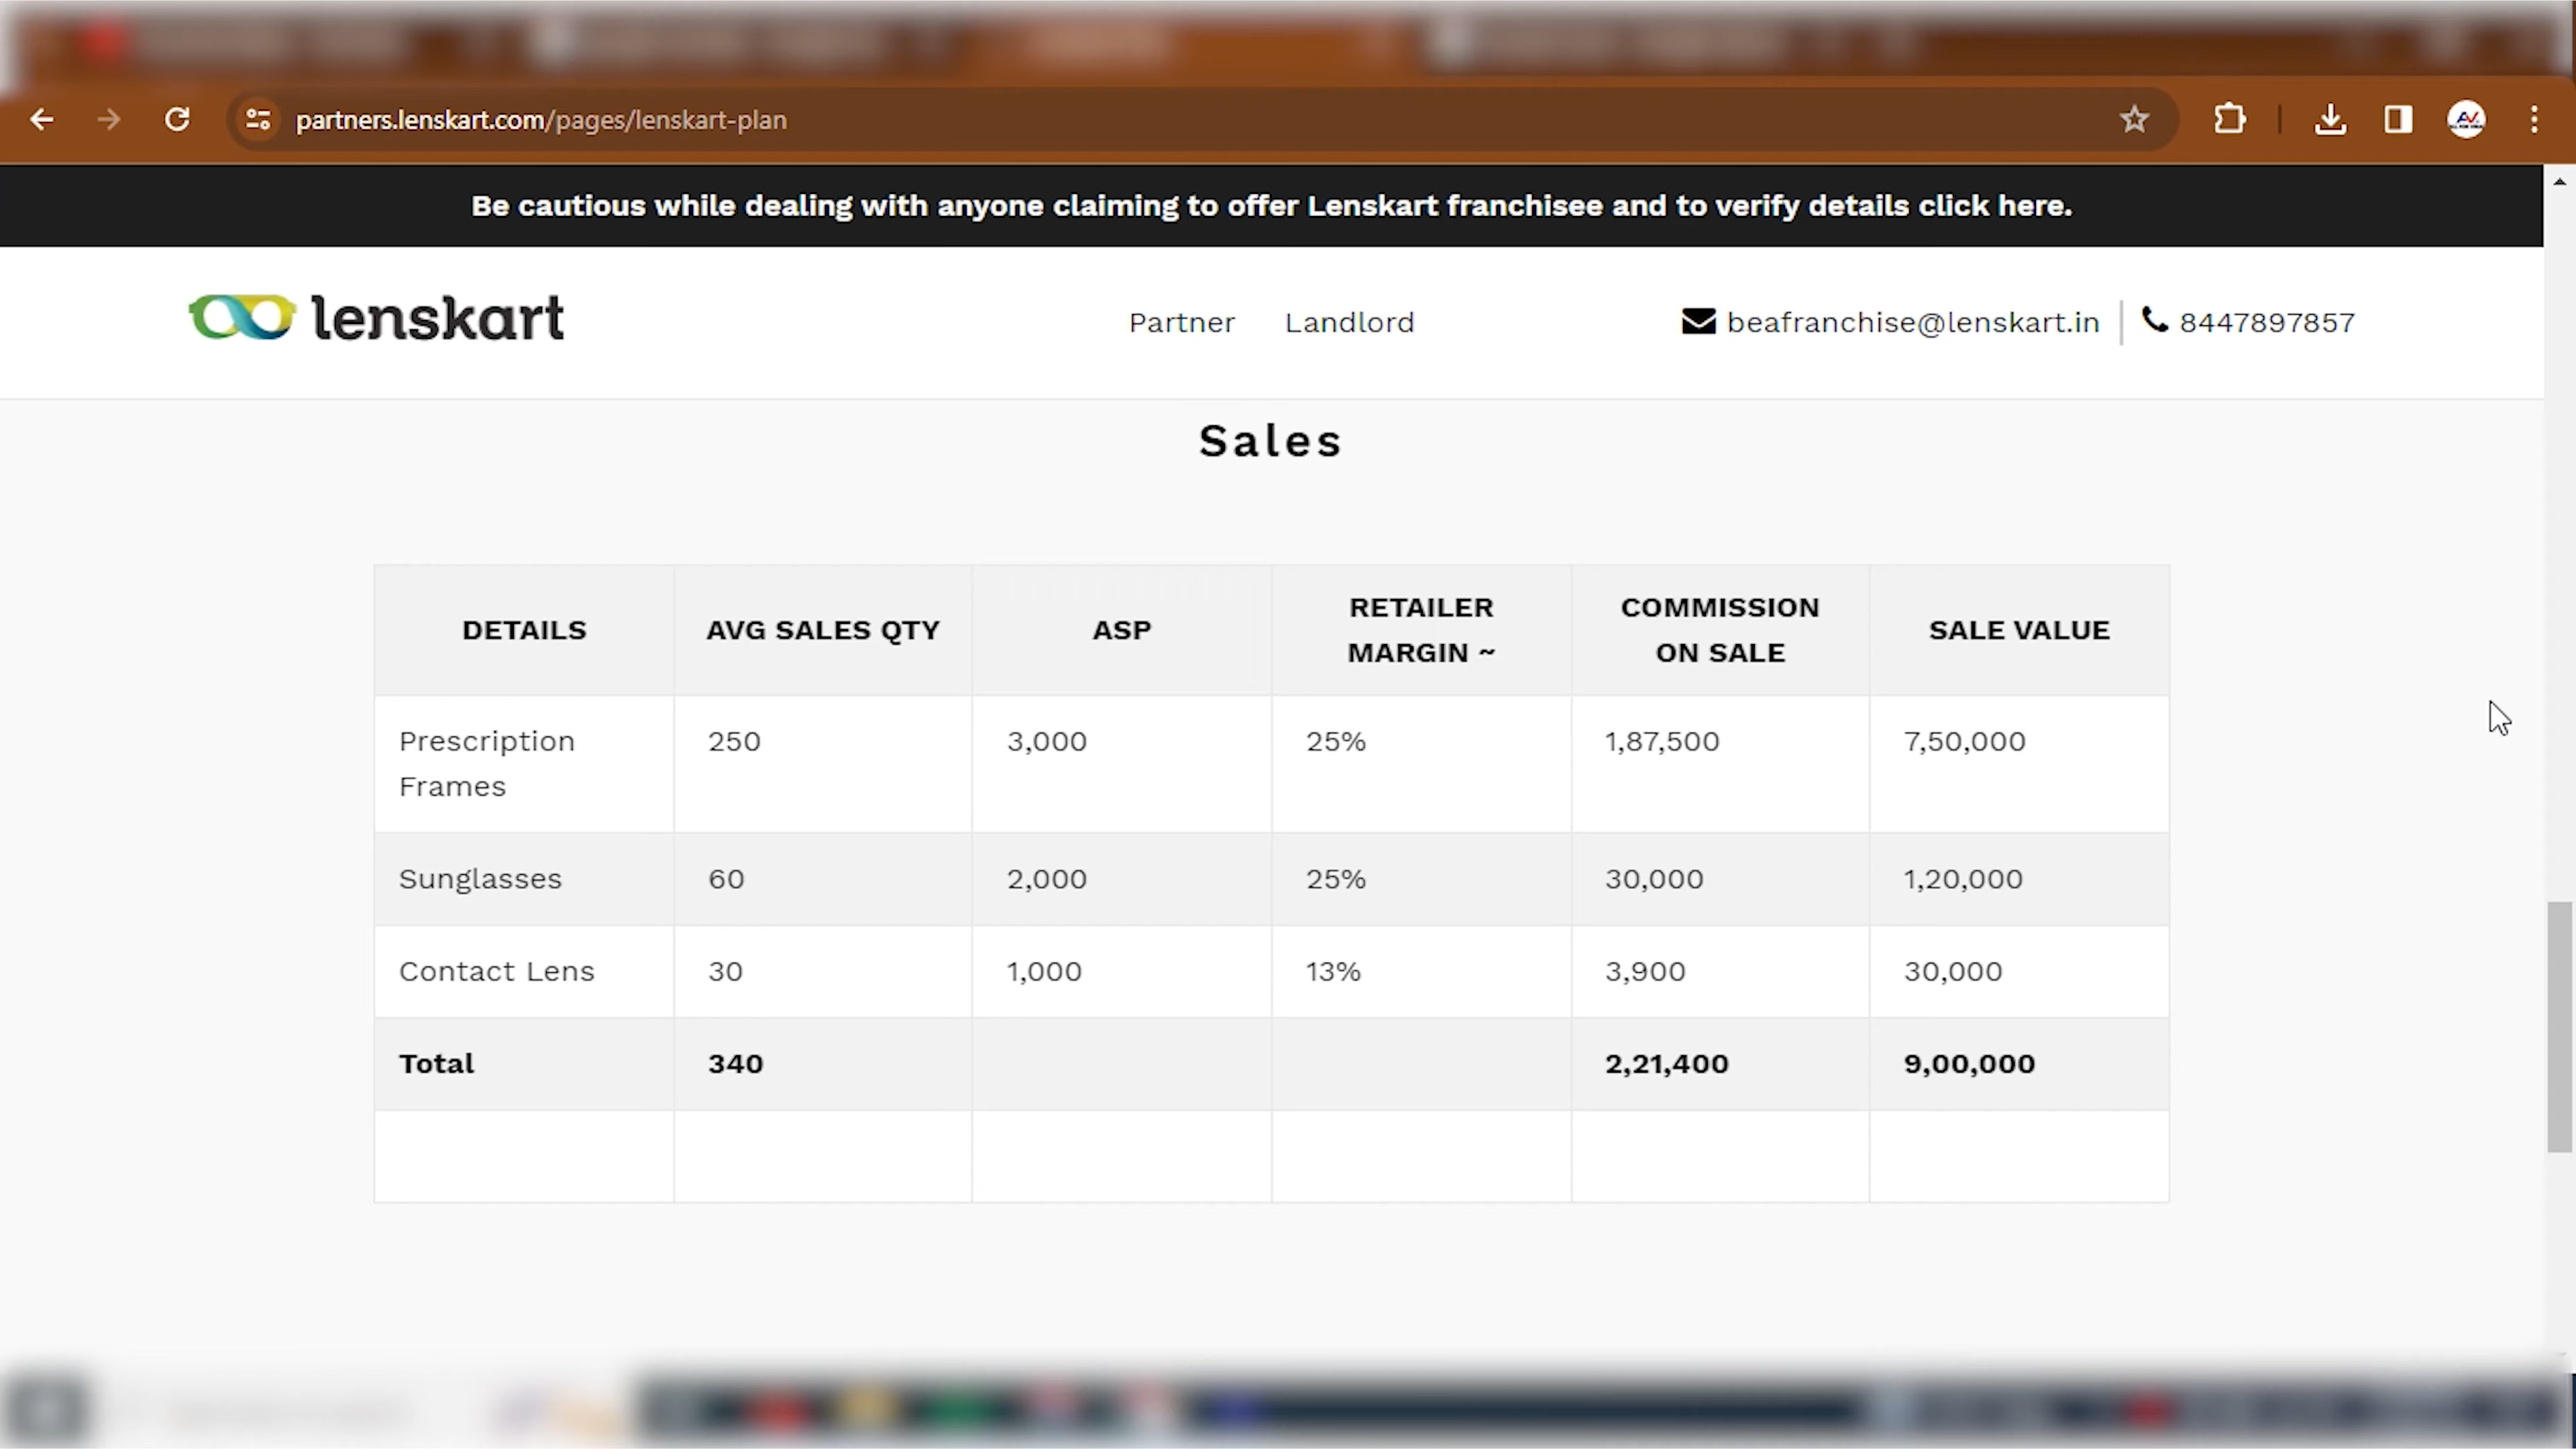 partners.lenskart.com/pages/lenskart-plan
Be cautious while dealing with anyone claiming to offer Lenskart franchisee and to verify details click here.
lenskart
Partner
Landlord
beafranchise@lenskart.in
8447897857
Sales
DETAILS
AVG SALES QTY
ASP
RETAILER
MARGIN ~
COMMISSION
ON SALE
SALE VALUE
Prescription
Frames
250
3,000
25%
1,87,500
7,50,000
Sunglasses
60
2,000
25%
30,000
1,20,000
Contact Lens
30
1,000
13%
3,900
30,000
Total
340
2,21,400
9,00,000